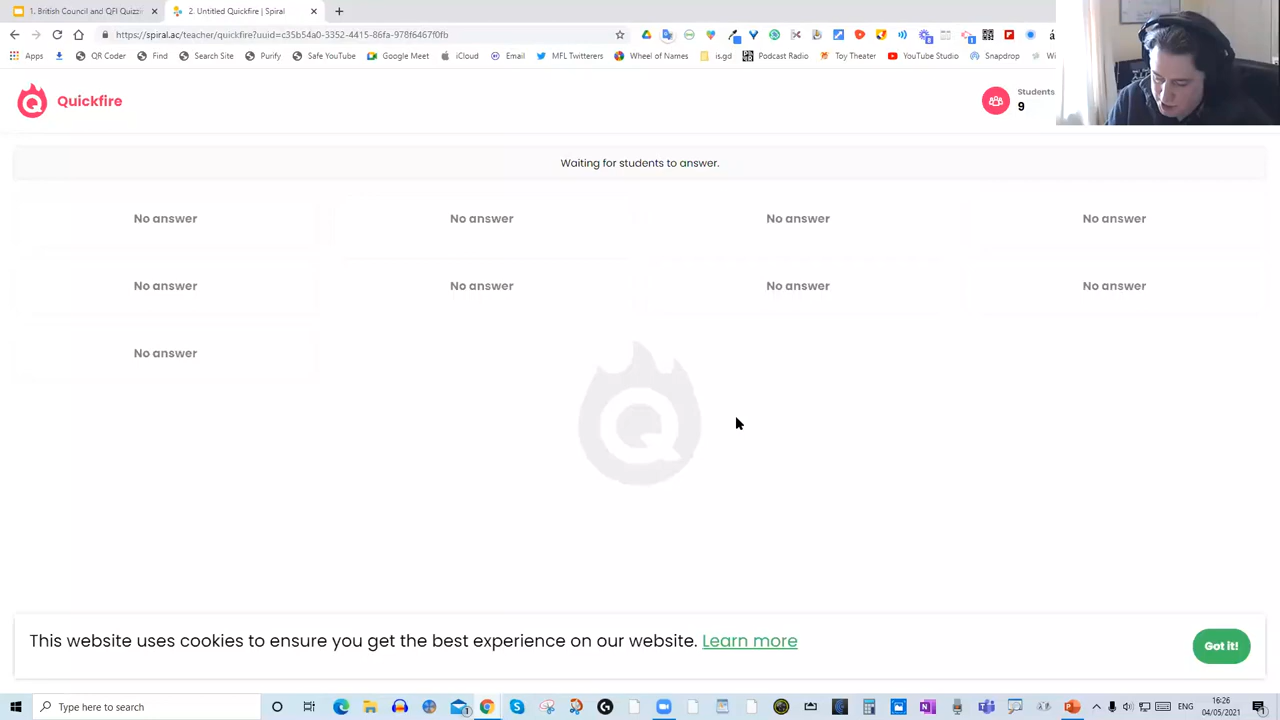 1. British Council and QFI Quizzi
2. Untitled Quickfire | Spiral
https://spiral.ac/teacher/quickfire?uuid=c35b54a0-3352-4415-86fa-978f6467f0fb
Apps
QR Coder
Find
Search Site
Purify
Safe YouTube
Google Meet
iCloud
Email
MFL Twitterers
Wheel of Names
is.gd
Podcast Radio
Toy Theater
YouTube Studio
Snapdrop
Wi
Quickfire
Students
9
Waiting for students to answer.
No answer No answer No answer No answer
No answer No answer No answer No answer
No answer
This website uses cookies to ensure you get the best experience on our website. Learn more
Got it!
Type here to search
ENG
16:26
04/05/2021